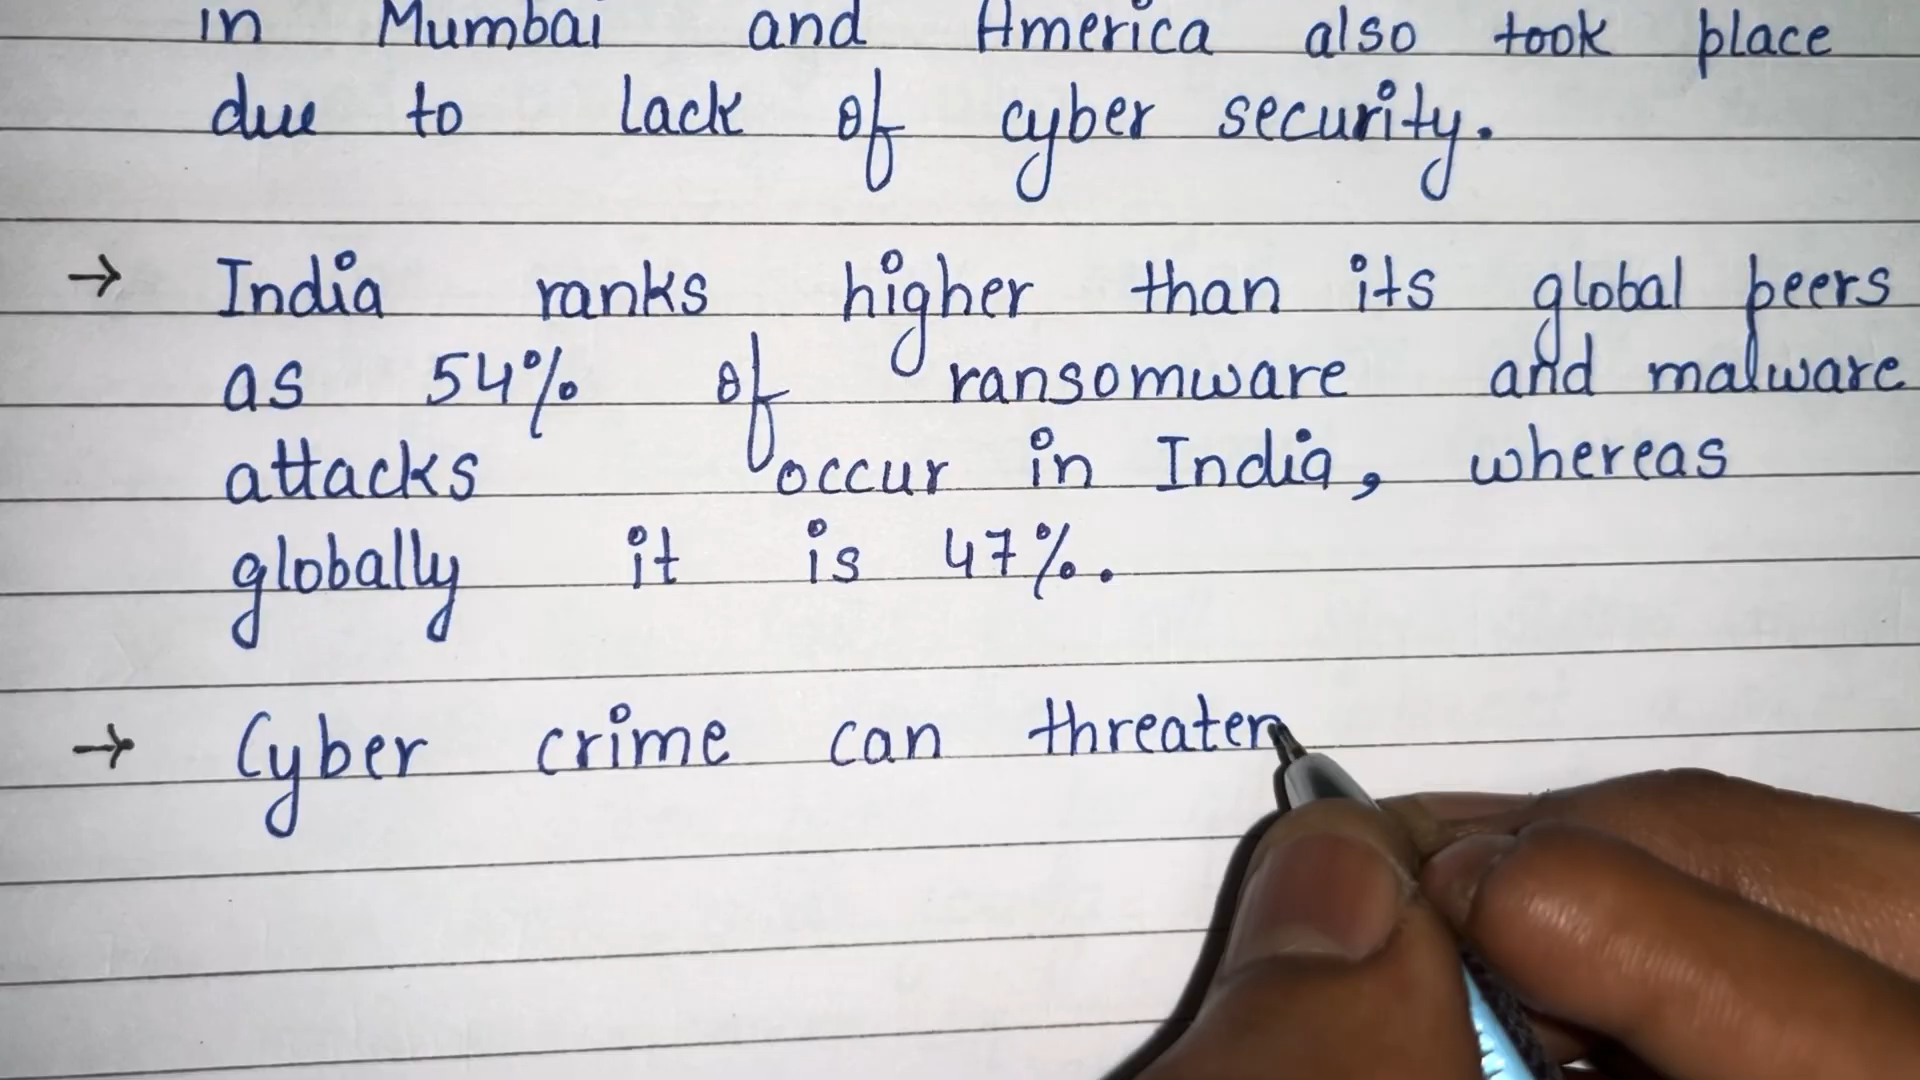 in Mumbai and America also took place
due to lack of cyber security.
→ India ranks higher than its global peers
as 54% of ransomware and malware
attacks occur in India, whereas
globally it is 47%.
→ Cyber crime can threaten